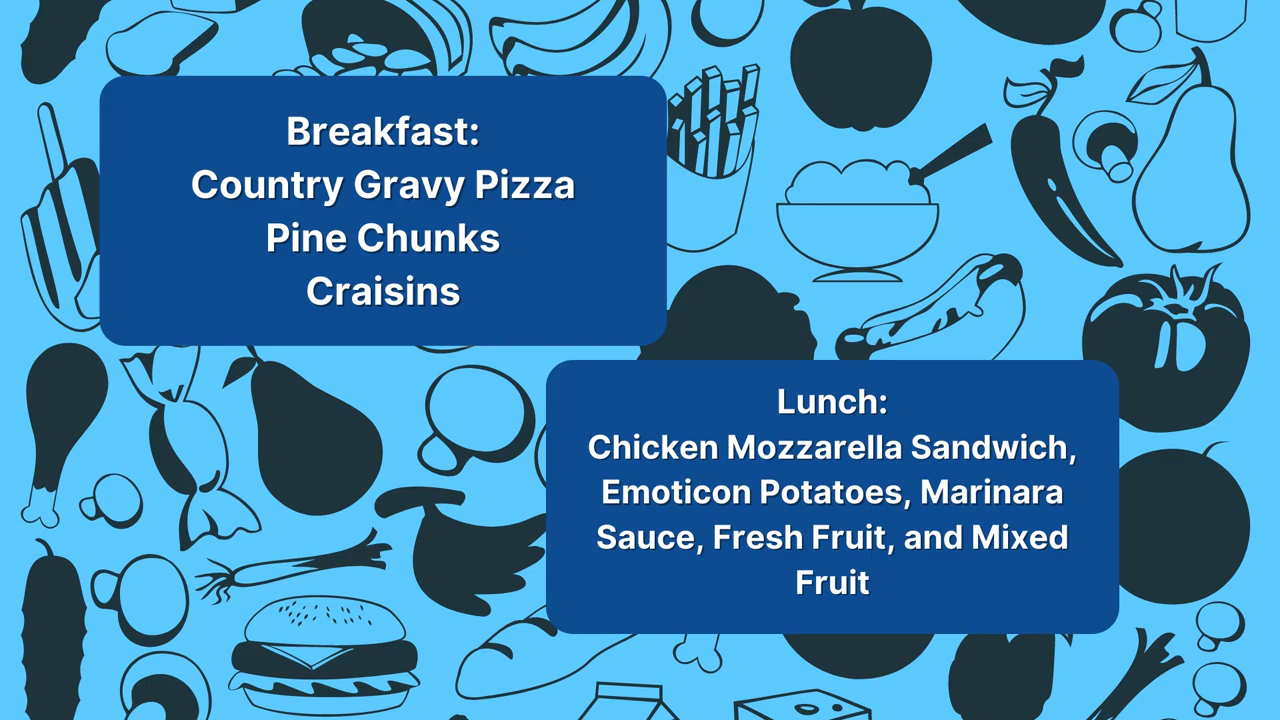 Breakfast:
Country Gravy Pizza
Pine Chunks
Craisins
Lunch:
Chicken Mozzarella Sandwich,
Emoticon Potatoes, Marinara
Sauce, Fresh Fruit, and Mixed
Fruit